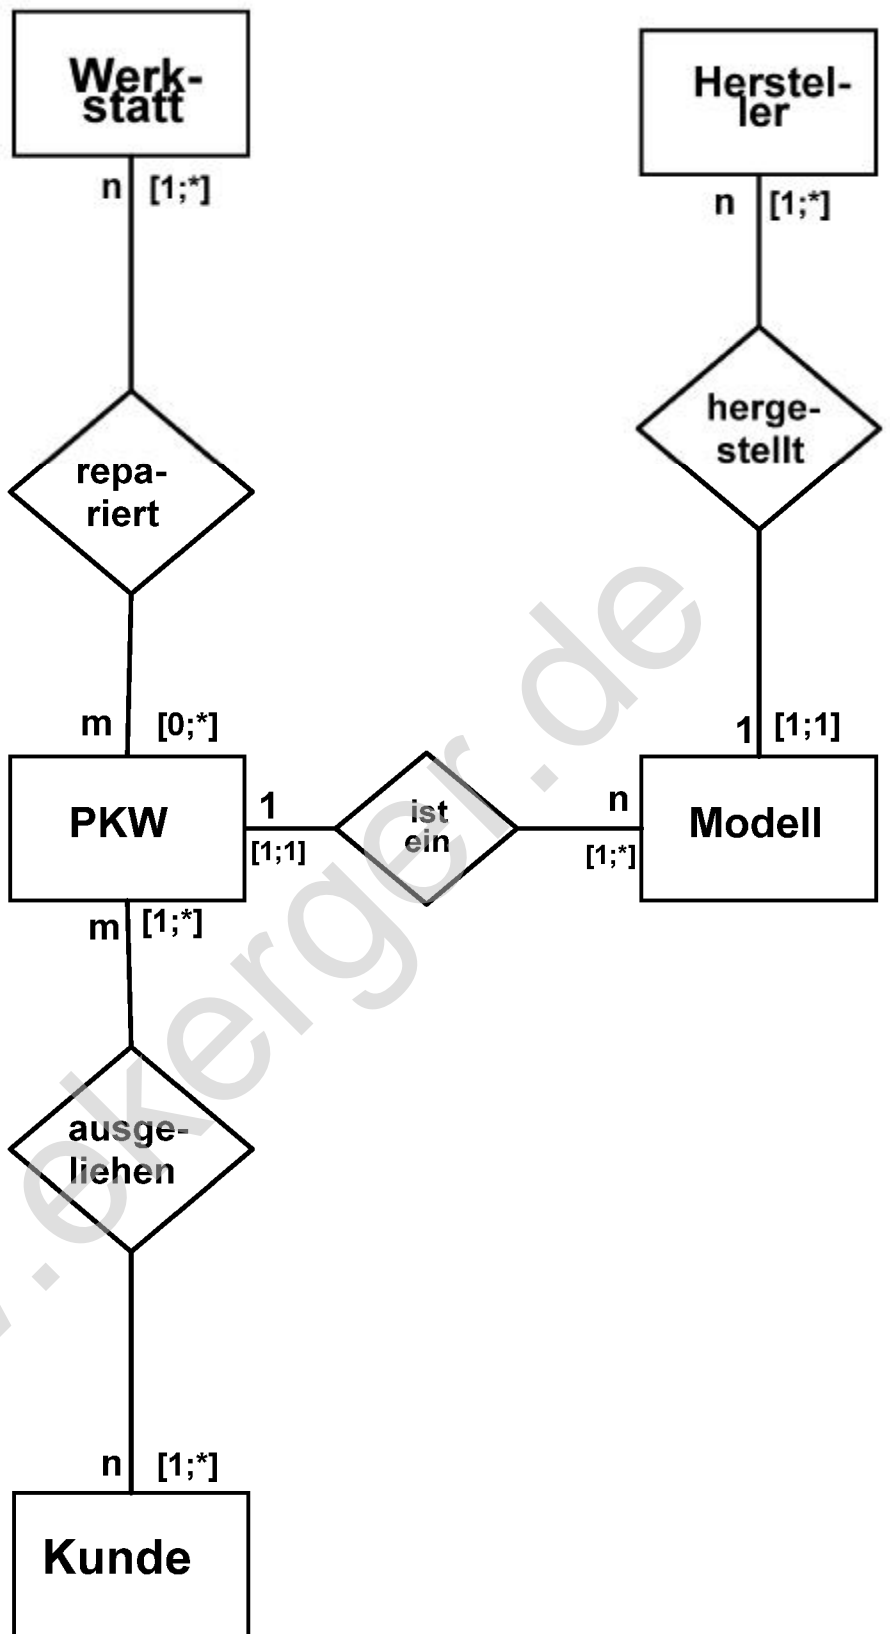 Werk-
statt
n [1;*]
Herstel-
ler
n [1;*]
repa-
riert
herge-
stellt
m [0;*]
1 [1;1]
PKW
1
[1;1]
ist
ein
n
[1;*]
Modell
m [1;*]
ausge-
liehen
n [1;*]
Kunde
.ekerger.de